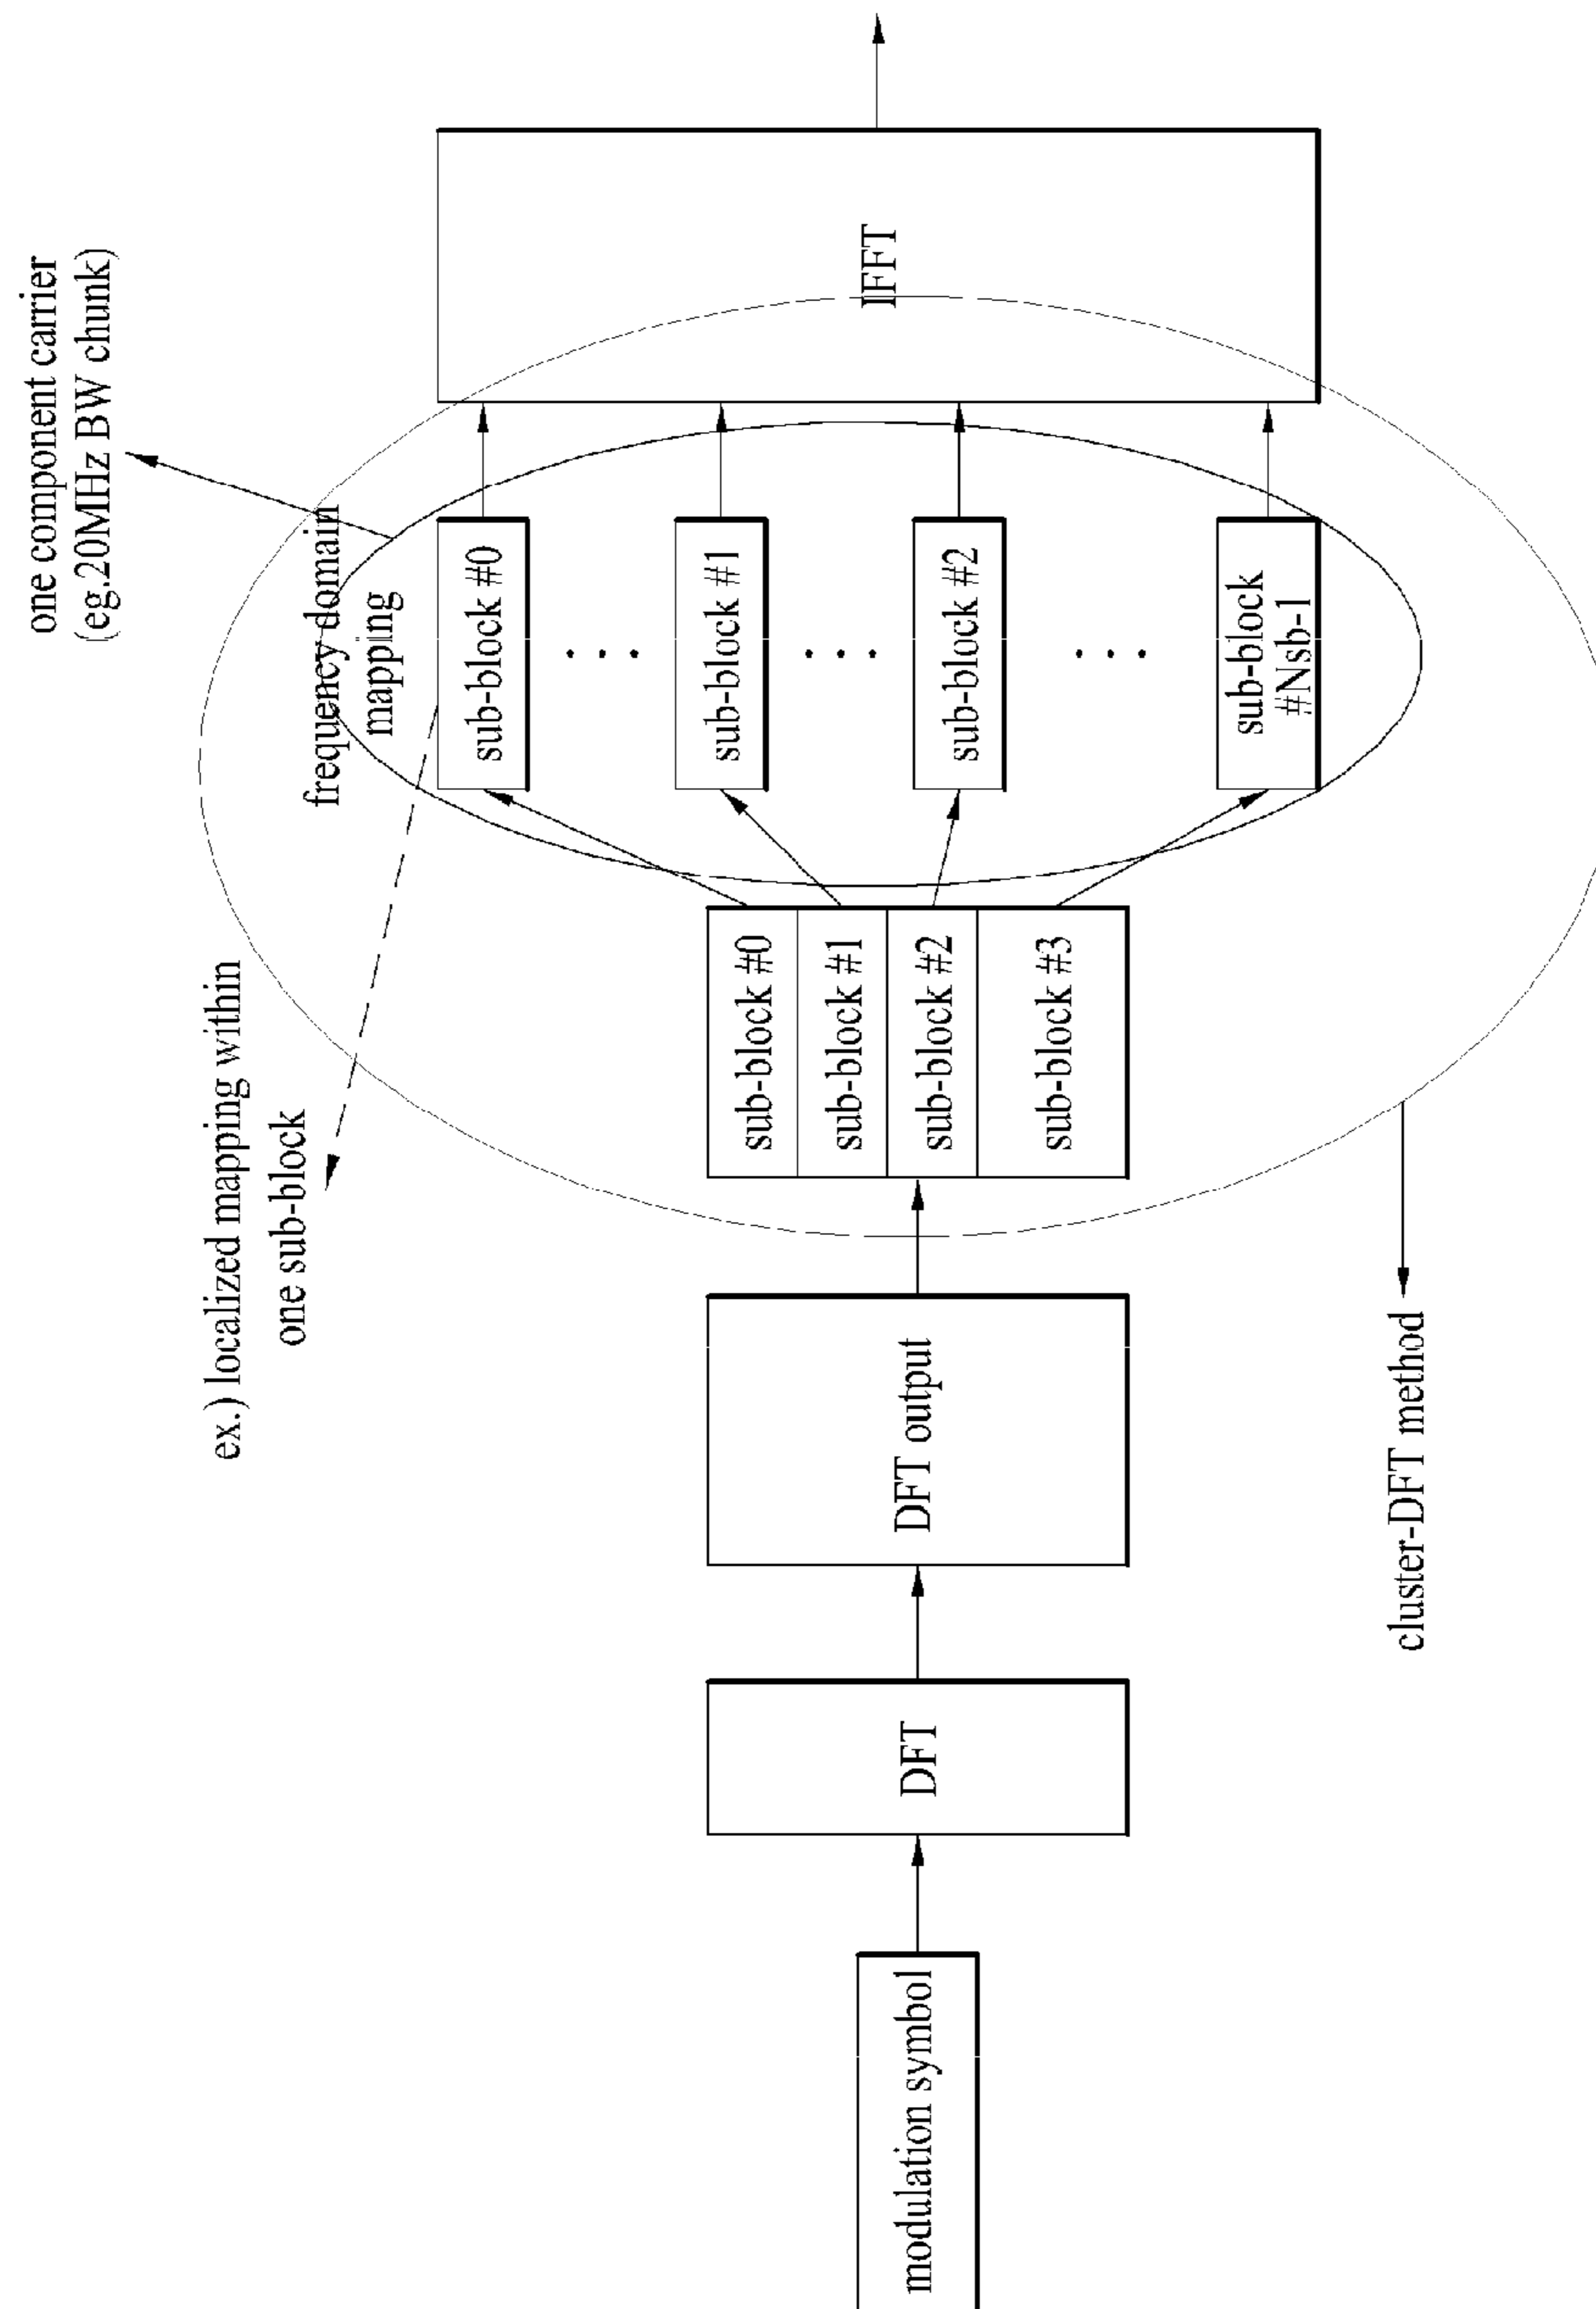 modulation symbol
DFT
DFT output
sub-block #0
sub-block #1
sub-block #2
sub-block #3
ex.) localized mapping within
one sub-block
cluster-DFT method
frequency domain
mapping
sub-block #0
sub-block #1
sub-block #2
sub-block
#Nsb-1
one component carrier
(eg.20MHz BW chunk)
IFFT